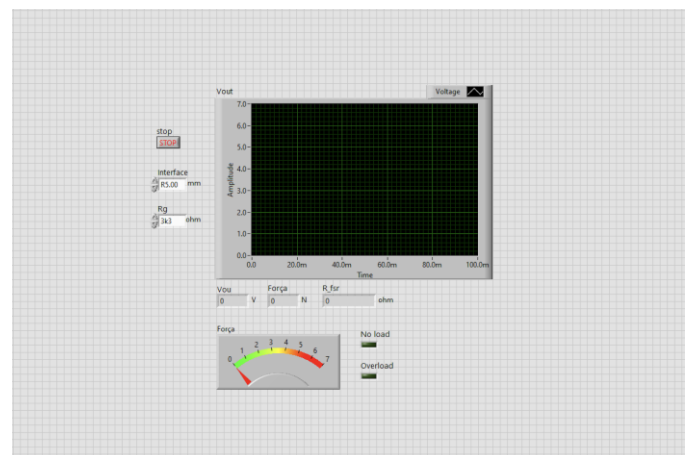 Vout
Voltage
7.0
6.0
5.0
4.0
3.0
2.0
1.0
0.0
Amplitude
0.0 20.0m 40.0m 60.0m 80.0m 100.0m
Time
stop
STOP
Interface
R5.00 mm
Rg
3k3 ohm
Vou Força R_fsr
0 V 0 N 0 ohm
Força
0 1 2 3 4 5 6 7
No load
Overload